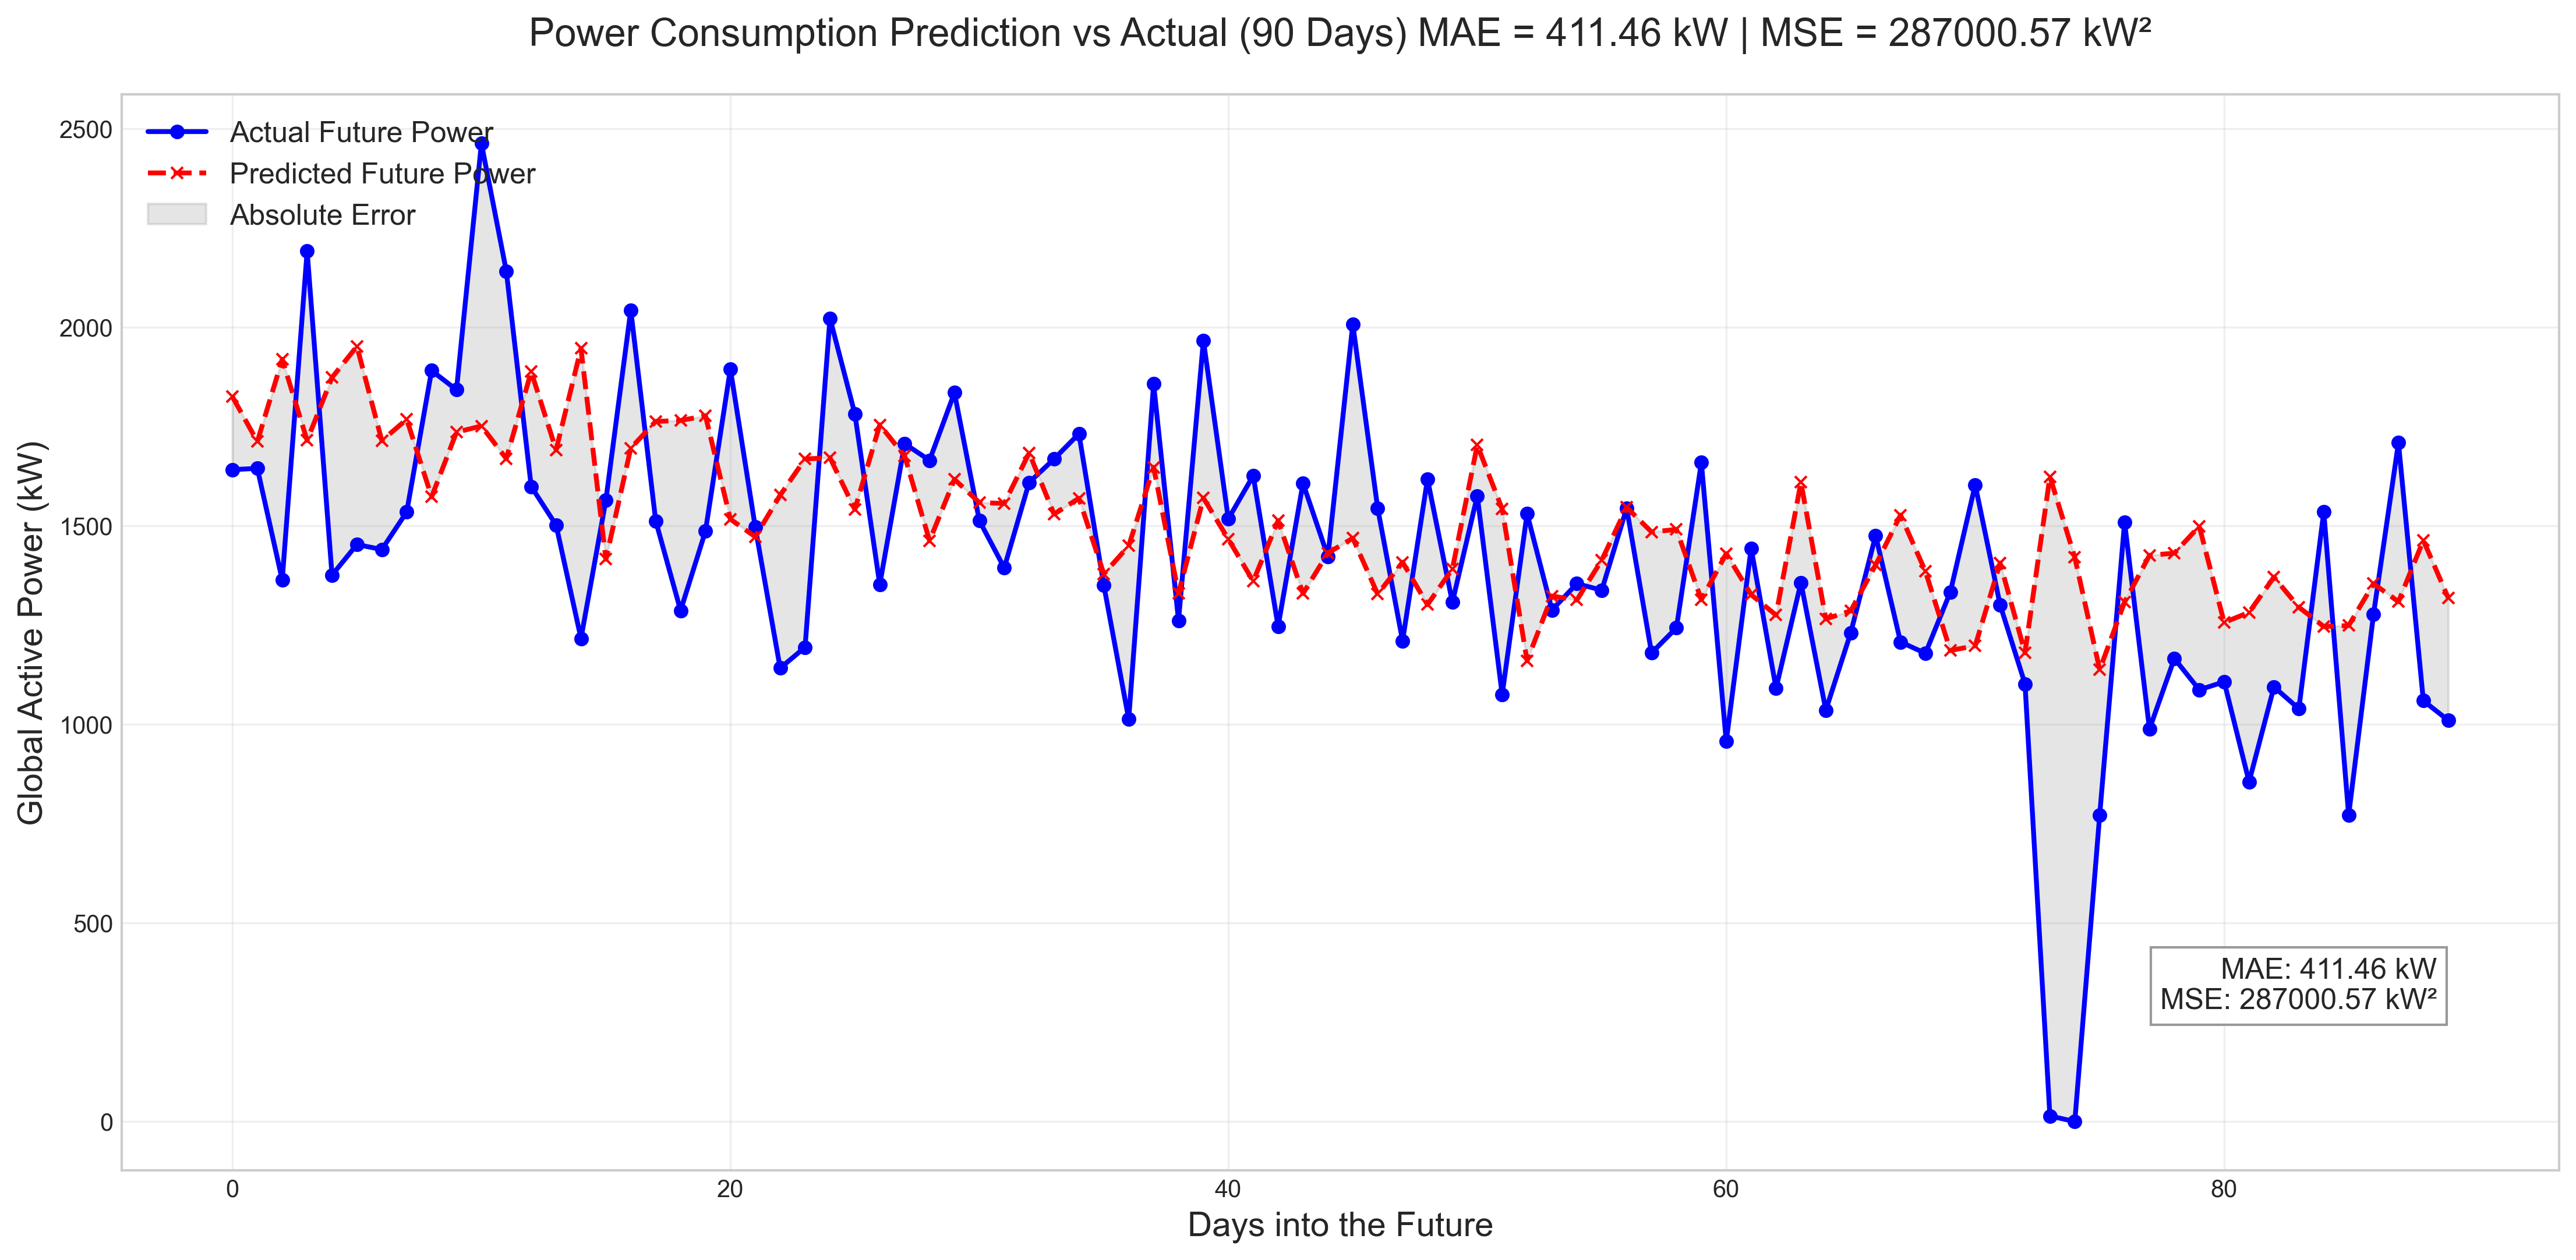 Power Consumption Prediction vs Actual (90 Days) MAE = 411.46 kW | MSE = 287000.57 kW²
Actual Future Power
Predicted Future Power
Absolute Error
Global Active Power (kW)
2500
2000
1500
1000
500
0
MAE: 411.46 kW
MSE: 287000.57 kW²
0 20 40 60 80
Days into the Future